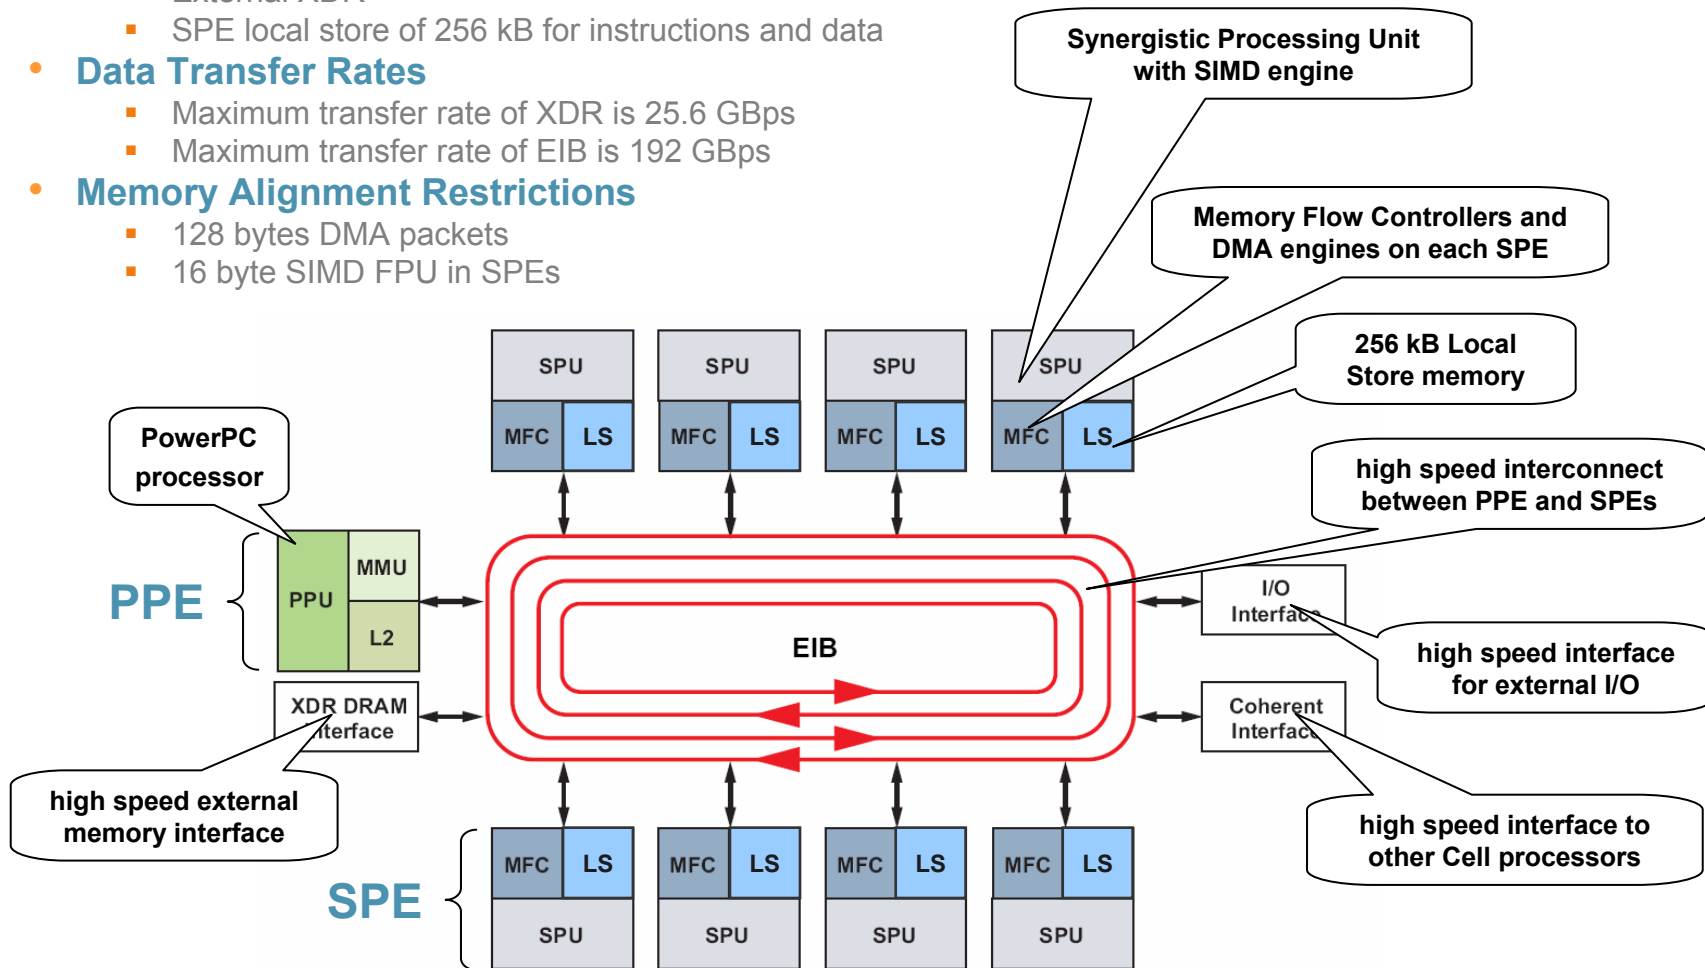 External XDR
▪ SPE local store of 256 kB for instructions and data
• Data Transfer Rates
▪ Maximum transfer rate of XDR is 25.6 GBps
▪ Maximum transfer rate of EIB is 192 GBps
• Memory Alignment Restrictions
▪ 128 bytes DMA packets
▪ 16 byte SIMD FPU in SPEs
Synergistic Processing Unit
with SIMD engine
Memory Flow Controllers and
DMA engines on each SPE
256 kB Local
Store memory
high speed interconnect
between PPE and SPEs
PowerPC
processor
SPU SPU SPU SPU
MFC LS MFC LS MFC LS MFC LS
PPE
PPU
MMU
L2
EIB
I/O
Interface
high speed interface
for external I/O
XDR DRAM
Interface
Coherent
Interface
high speed external
memory interface
high speed interface to
other Cell processors
SPE
MFC LS MFC LS MFC LS MFC LS
SPU SPU SPU SPU